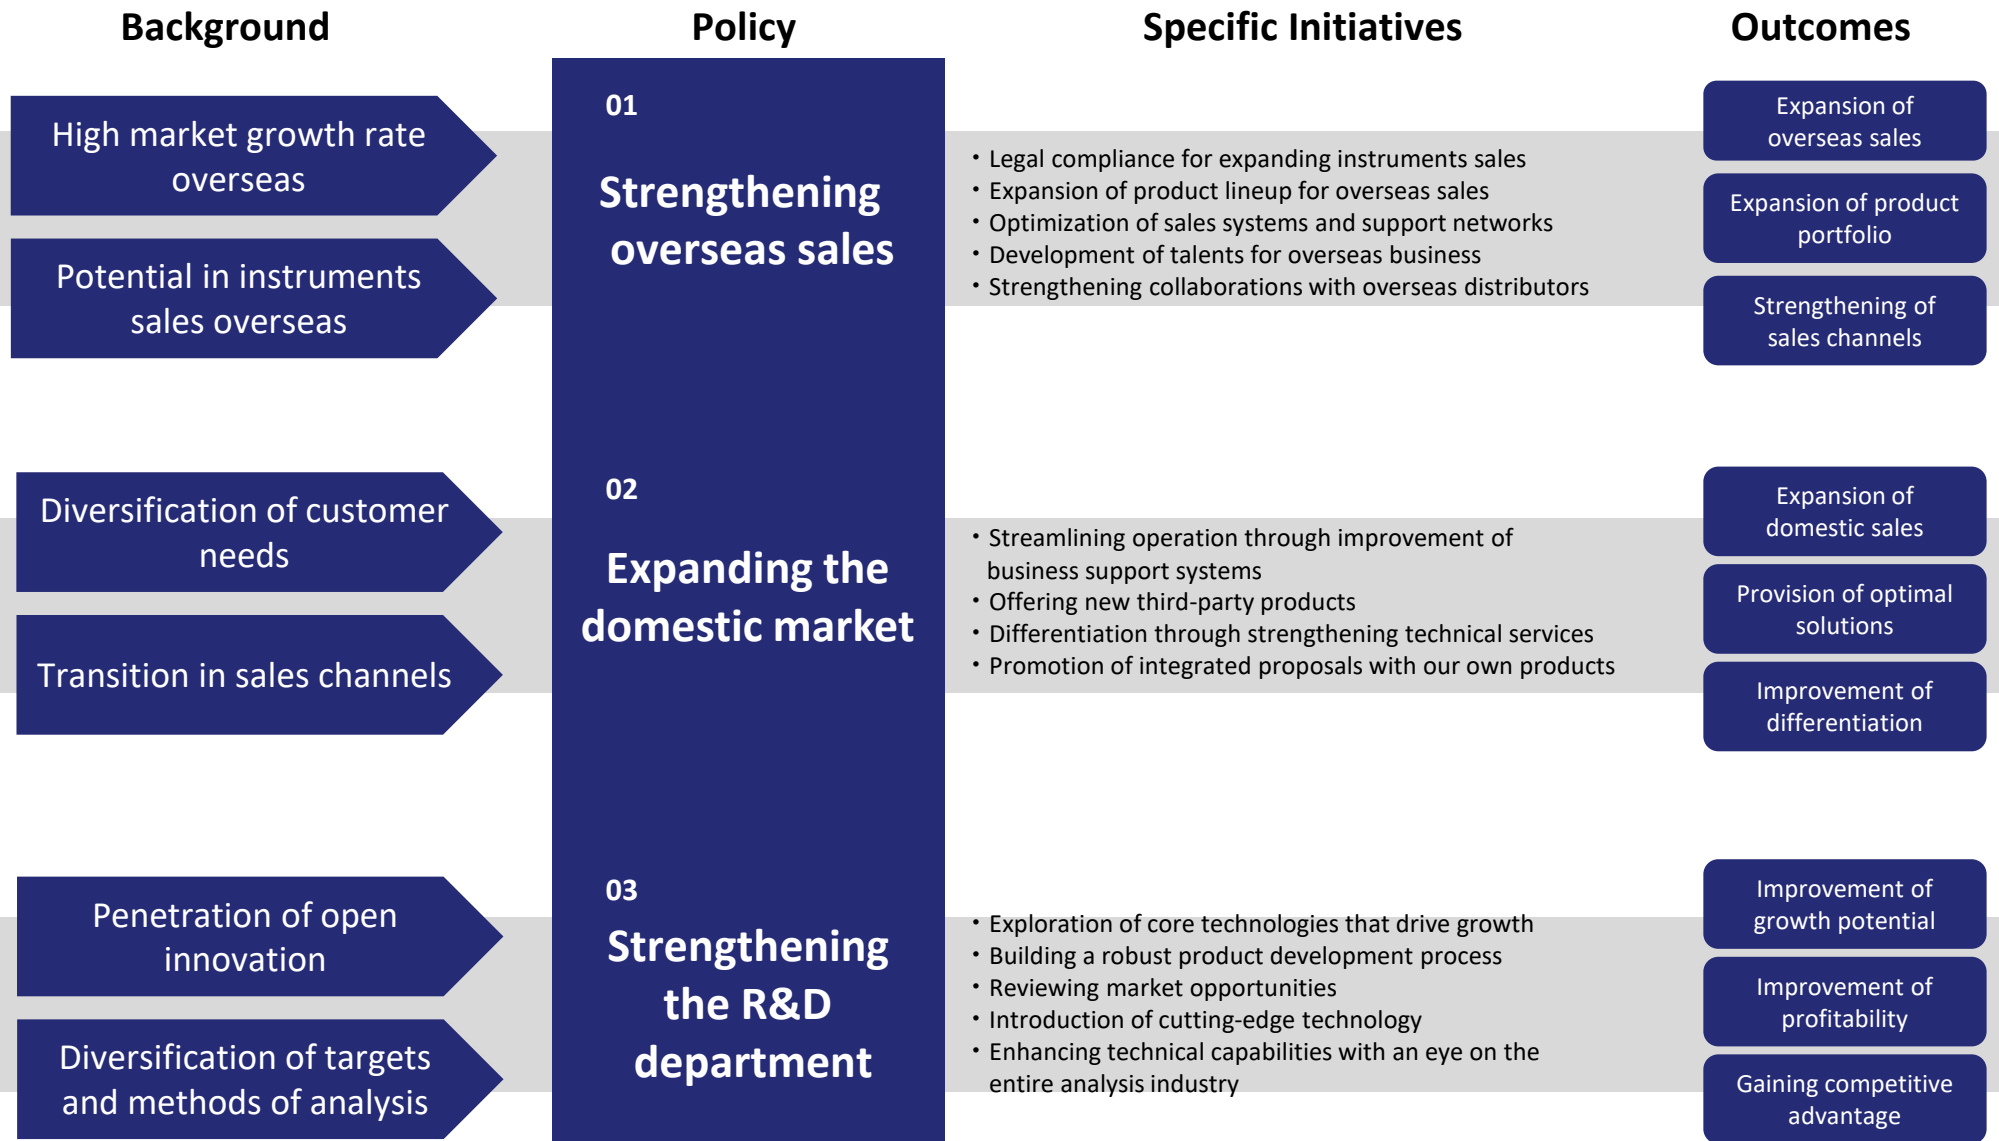 Background
Policy
Specific Initiatives
Outcomes
High market growth rate
overseas
Potential in instruments
sales overseas
01
Strengthening
overseas sales
・Legal compliance for expanding instruments sales
・Expansion of product lineup for overseas sales
・Optimization of sales systems and support networks
・Development of talents for overseas business
・Strengthening collaborations with overseas distributors
Expansion of
overseas sales
Expansion of product
portfolio
Strengthening of
sales channels
Diversification of customer
needs
Transition in sales channels
02
Expanding the
domestic market
・Streamlining operation through improvement of
business support systems
・Offering new third-party products
・Differentiation through strengthening technical services
・Promotion of integrated proposals with our own products
Expansion of
domestic sales
Provision of optimal
solutions
Improvement of
differentiation
Penetration of open
innovation
Diversification of targets
and methods of analysis
03
Strengthening
the R&D
department
・Exploration of core technologies that drive growth
・Building a robust product development process
・Reviewing market opportunities
・Introduction of cutting-edge technology
・Enhancing technical capabilities with an eye on the
entire analysis industry
Improvement of
growth potential
Improvement of
profitability
Gaining competitive
advantage